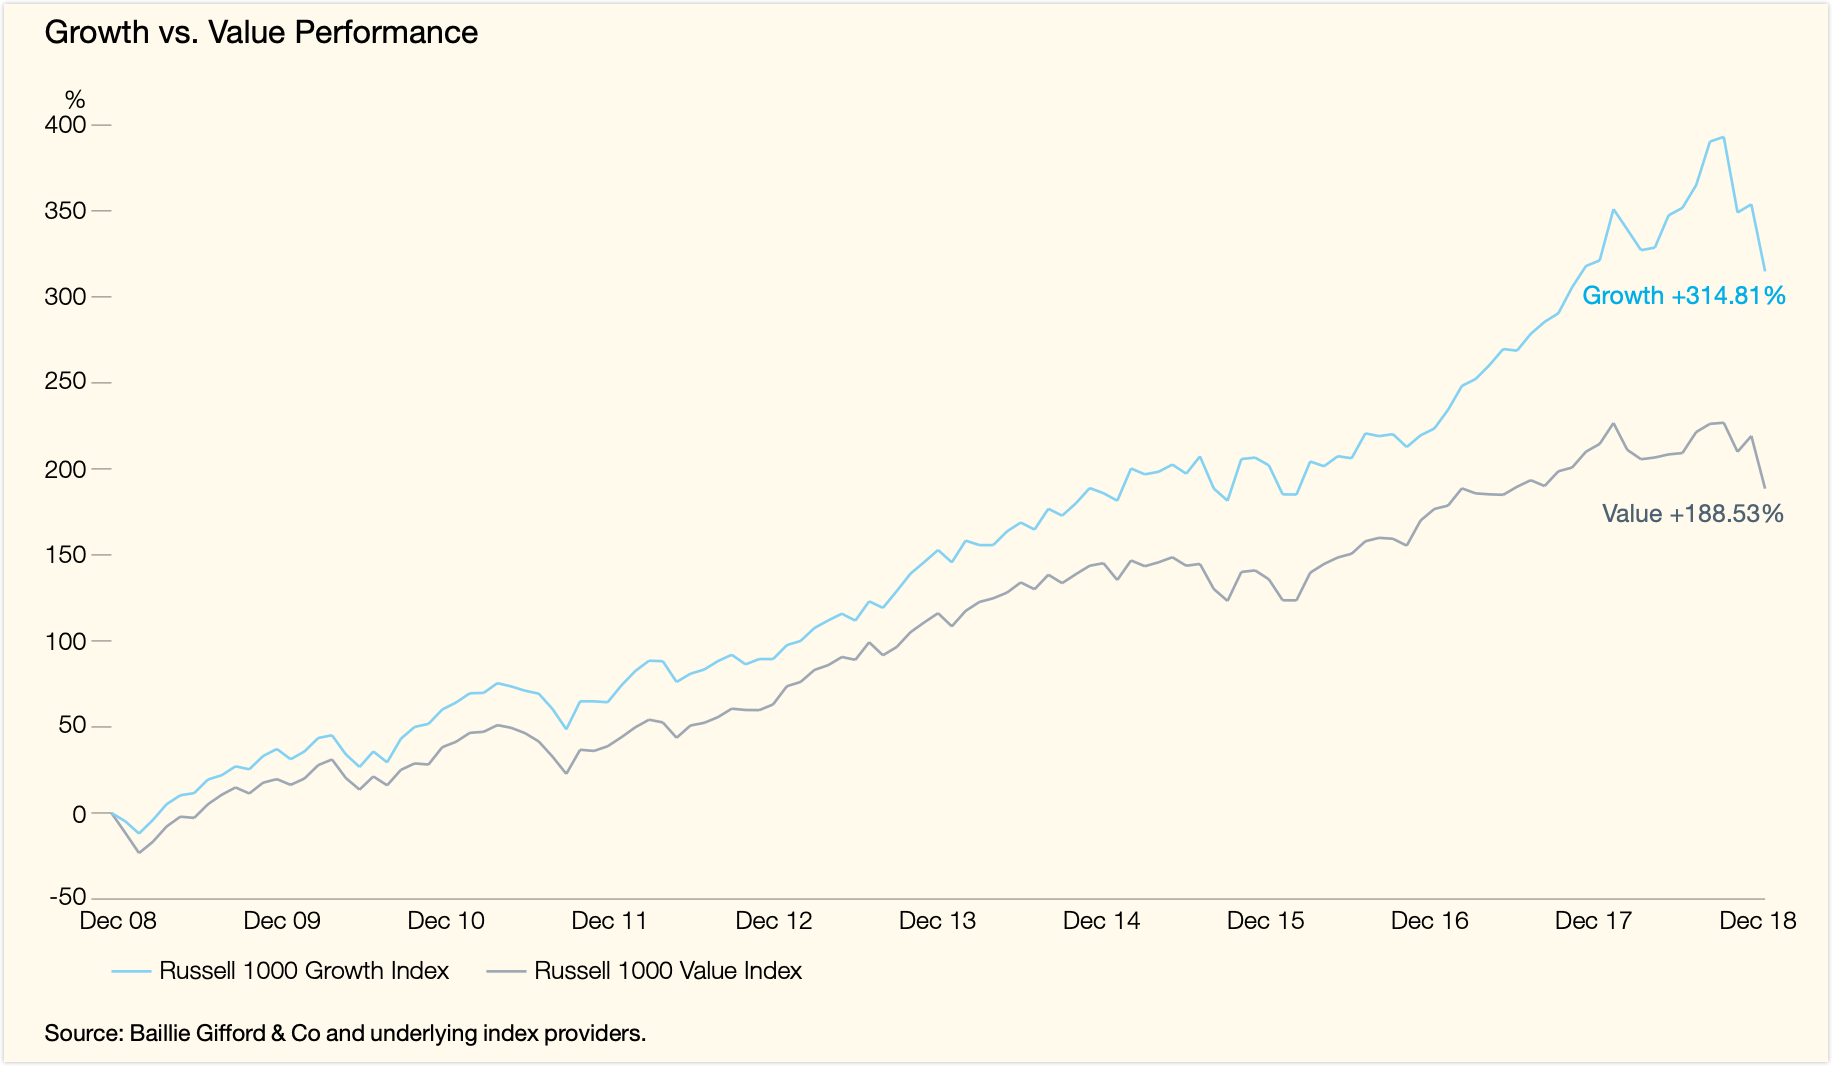 Growth vs. Value Performance
%
400
350
300
Growth +314.81%
250
200
Value +188.53%
150
100
50
0
-50
Dec 08 Dec 09 Dec 10 Dec 11 Dec 12 Dec 13 Dec 14 Dec 15 Dec 16 Dec 17 Dec 18
Russell 1000 Growth Index Russell 1000 Value Index
Source: Baillie Gifford & Co and underlying index providers.